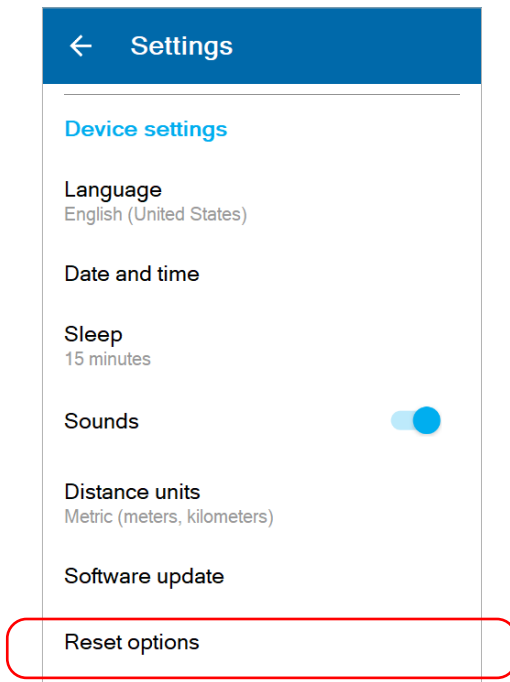 Settings
Device settings
Language
English (United States)
Date and time
Sleep
15 minutes
Sounds
Distance units
Metric (meters, kilometers)
Software update
Reset options